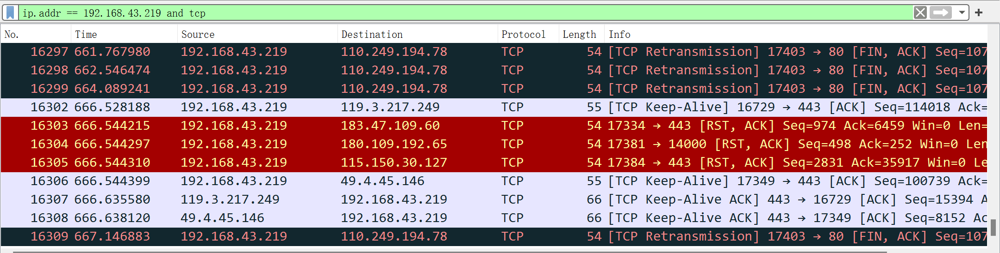 ip.addr == 192.168.43.219 and tcp
No. Time Source Destination Protocol Length Info
16297 661.767980 192.168.43.219 110.249.194.78 TCP 54 [TCP Retransmission] 17403 → 80 [FIN, ACK] Seq=107
16298 662.546474 192.168.43.219 110.249.194.78 TCP 54 [TCP Retransmission] 17403 → 80 [FIN, ACK] Seq=107
16299 664.089241 192.168.43.219 110.249.194.78 TCP 54 [TCP Retransmission] 17403 → 80 [FIN, ACK] Seq=107
16302 666.528188 192.168.43.219 119.3.217.249 TCP 55 [TCP Keep-Alive] 16729 → 443 [ACK] Seq=114018 Ack=
16303 666.544215 192.168.43.219 183.47.109.60 TCP 54 17334 → 443 [RST, ACK] Seq=974 Ack=6459 Win=0 Len=
16304 666.544297 192.168.43.219 180.109.192.65 TCP 54 17381 → 14000 [RST, ACK] Seq=498 Ack=252 Win=0 Len
16305 666.544310 192.168.43.219 115.150.30.127 TCP 54 17384 → 443 [RST, ACK] Seq=2831 Ack=35917 Win=0 Le
16306 666.544399 192.168.43.219 49.4.45.146 TCP 55 [TCP Keep-Alive] 17349 → 443 [ACK] Seq=100739 Ack=
16307 666.635580 119.3.217.249 192.168.43.219 TCP 66 [TCP Keep-Alive ACK] 443 → 16729 [ACK] Seq=15394 A
16308 666.638120 49.4.45.146 192.168.43.219 TCP 66 [TCP Keep-Alive ACK] 443 → 17349 [ACK] Seq=8152 Ac
16309 667.146883 192.168.43.219 110.249.194.78 TCP 54 [TCP Retransmission] 17403 → 80 [FIN, ACK] Seq=107